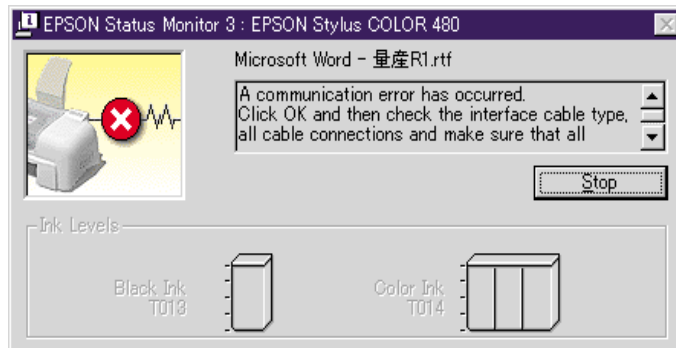 EPSON Status Monitor 3 : EPSON Stylus COLOR 480
Microsoft Word - 量産R1.rtf
A communication error has occurred.
Click OK and then check the interface cable type,
all cable connections and make sure that all
Stop
Ink Levels
Black Ink
T013
Color Ink
T014